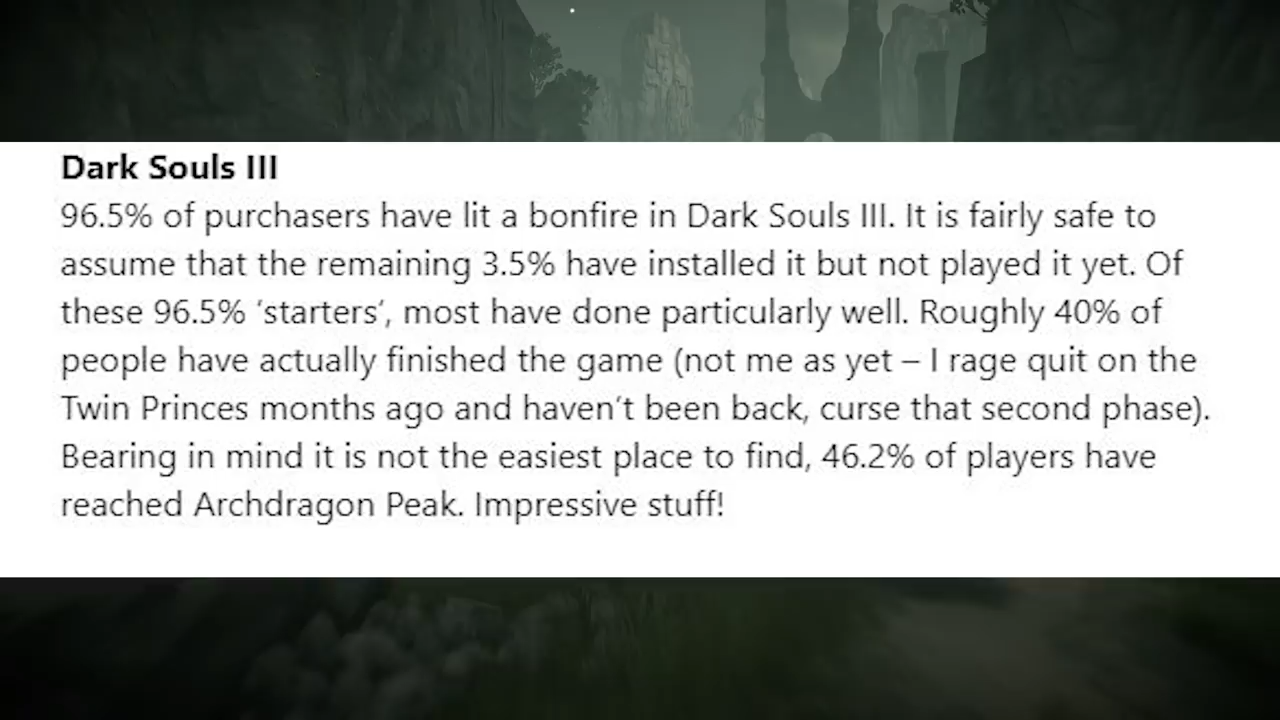 Dark Souls III
96.5% of purchasers have lit a bonfire in Dark Souls III. It is fairly safe to
assume that the remaining 3.5% have installed it but not played it yet. Of
these 96.5% ‘starters’, most have done particularly well. Roughly 40% of
people have actually finished the game (not me as yet – I rage quit on the
Twin Princes months ago and haven’t been back, curse that second phase).
Bearing in mind it is not the easiest place to find, 46.2% of players have
reached Archdragon Peak. Impressive stuff!